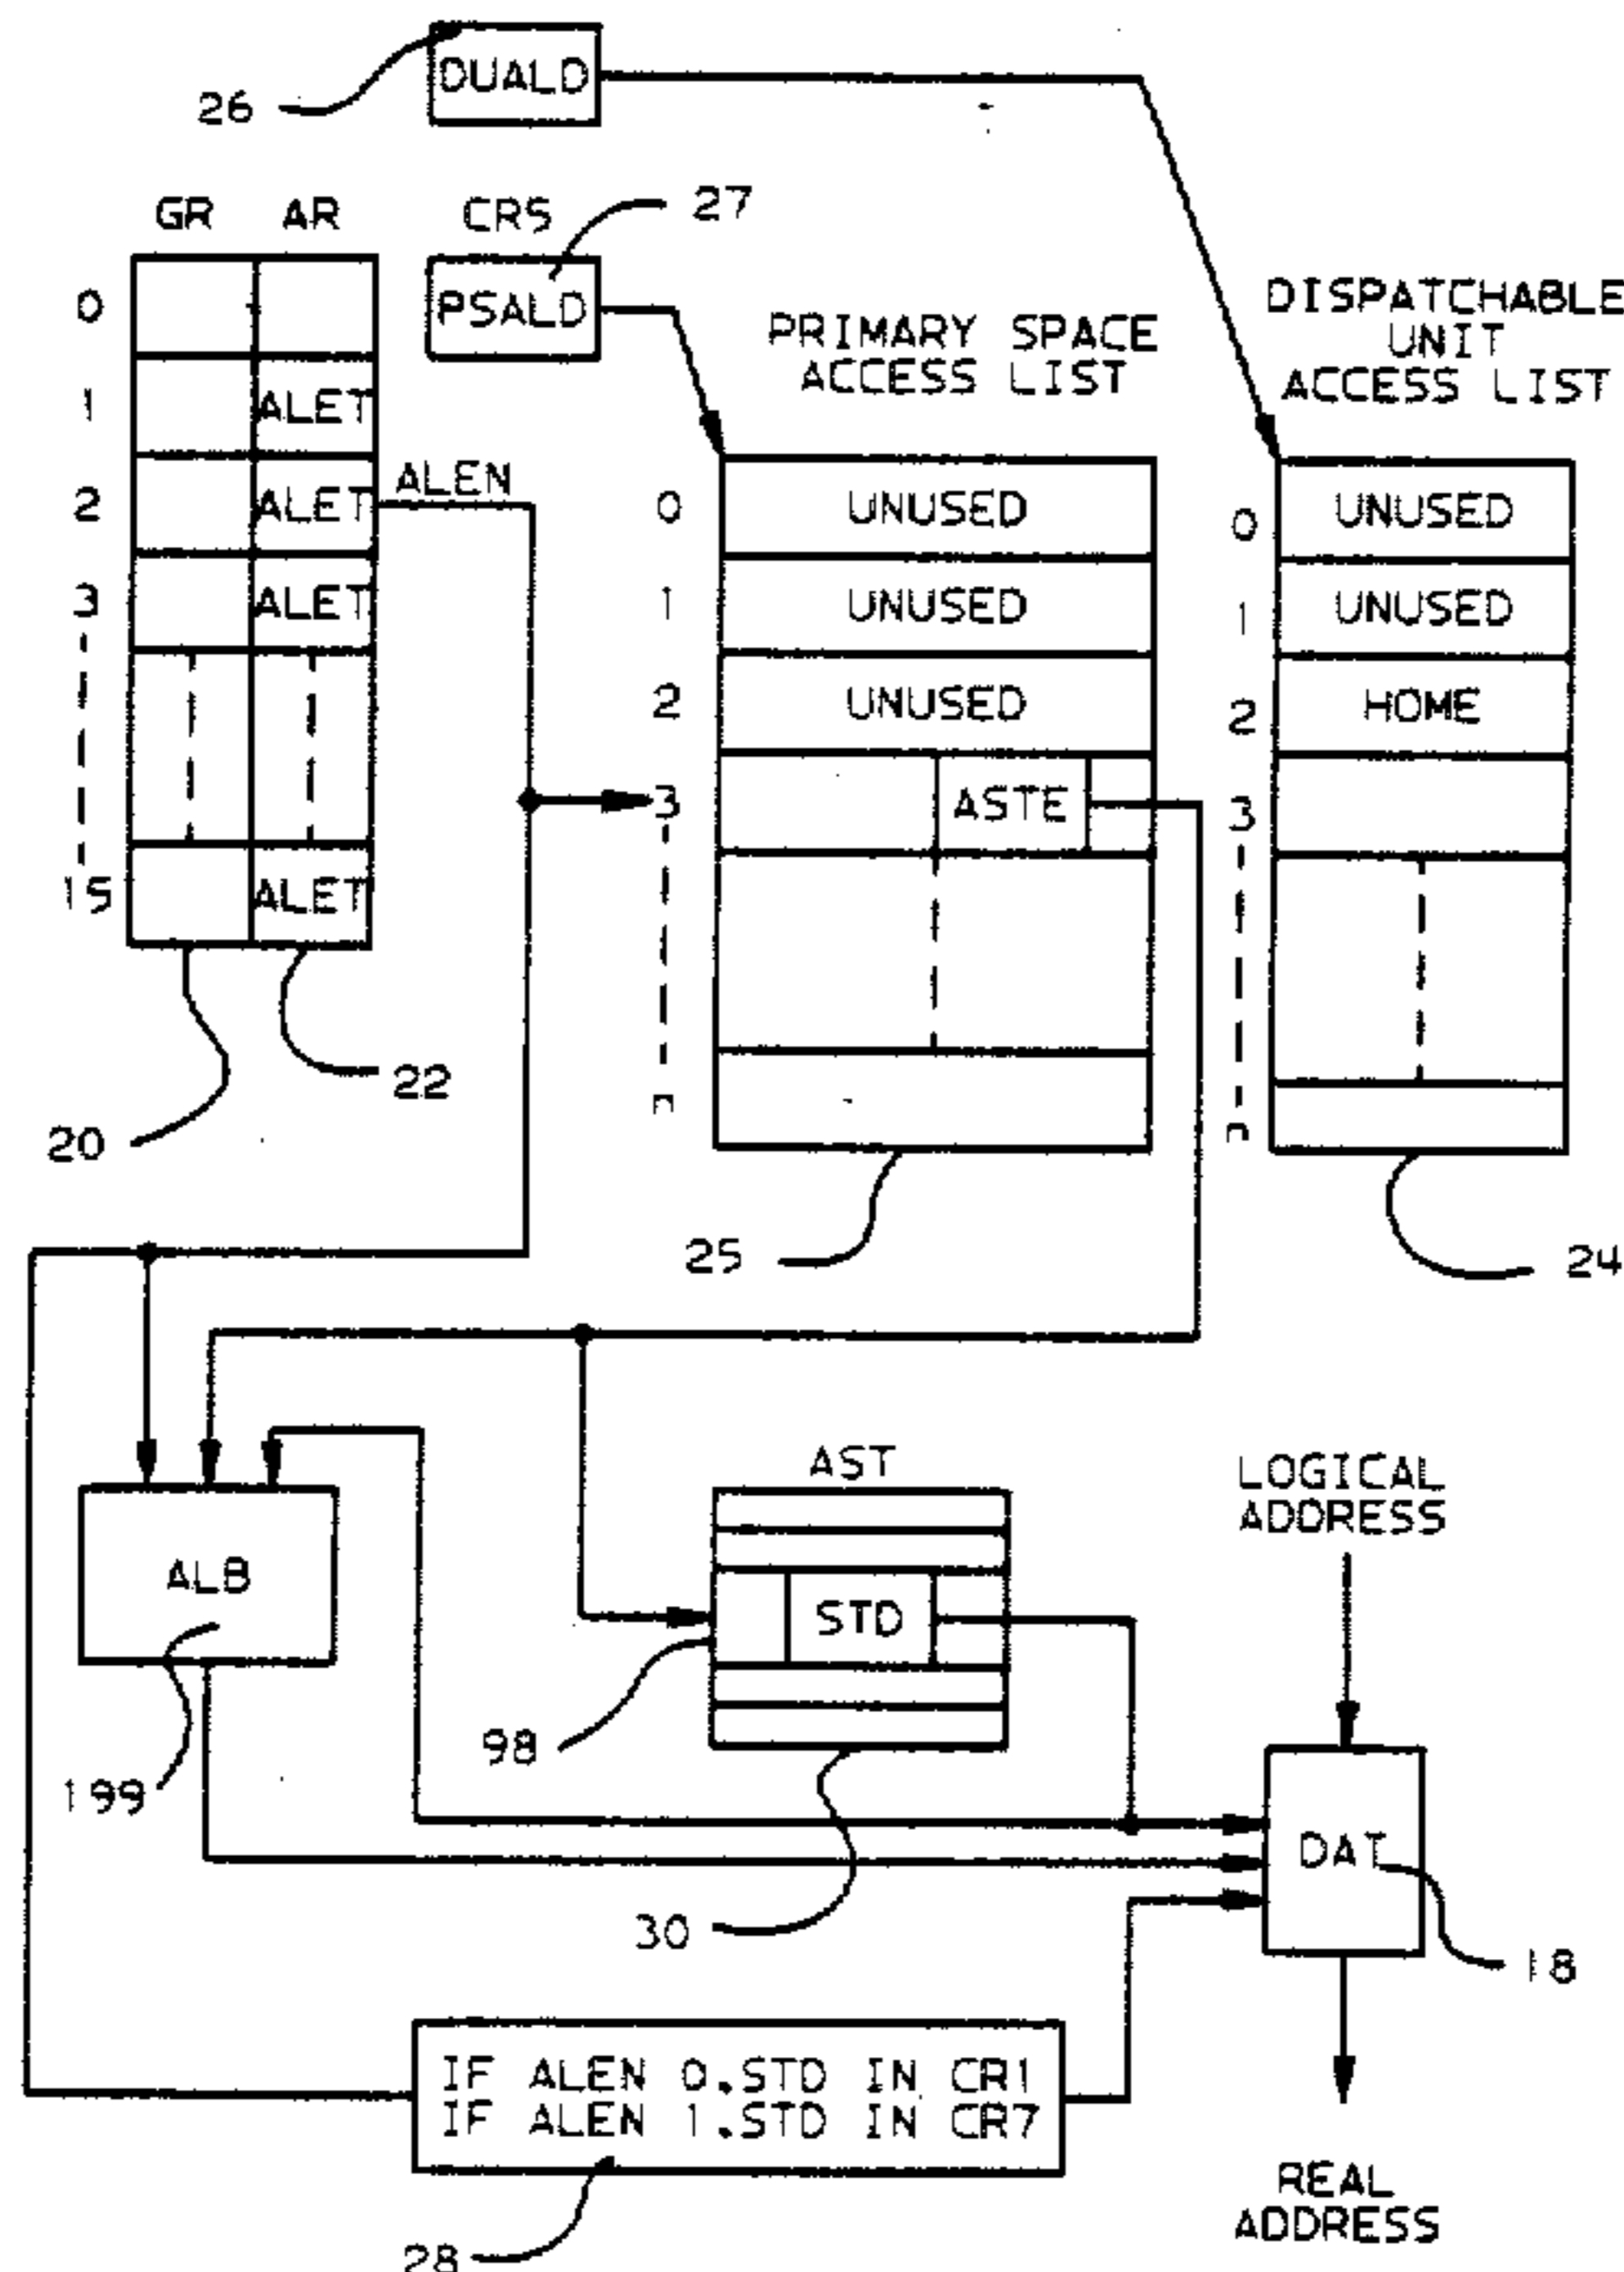 DUALD
26
GR AR CRS 27
PSALD
0
1 ALET
2 ALET ALEN
3 ALET
15 ALET
20
22
PRIMARY SPACE
ACCESS LIST
0 UNUSED
1 UNUSED
2 UNUSED
3 ASTE
n
25
DISPATCHABLE
UNIT
ACCESS LIST
0 UNUSED
1 UNUSED
2 HOME
3
n
24
ALB
199
AST
STD
98
30
LOGICAL
ADDRESS
DAT
18
IF ALEN 0.STD IN CR1
IF ALEN 1.STD IN CR7
28
REAL
ADDRESS